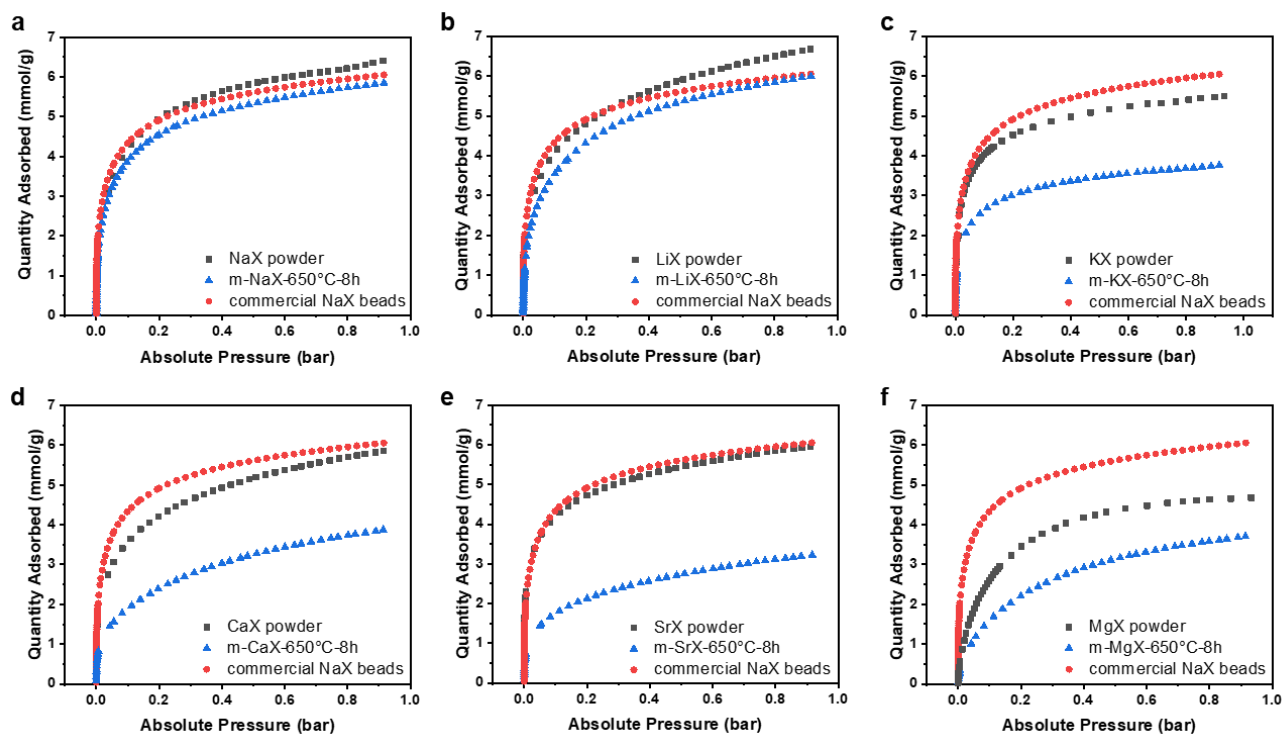 a
7
6
5
4
3
2
1
0
Quantity Adsorbed (mmol/g)
NaX powder
m-NaX-650°C-8h
commercial NaX beads
0.0 0.2 0.4 0.6 0.8 1.0
Absolute Pressure (bar)
b
7
6
5
4
3
2
1
0
Quantity Adsorbed (mmol/g)
LiX powder
m-LiX-650°C-8h
commercial NaX beads
0.0 0.2 0.4 0.6 0.8 1.0
Absolute Pressure (bar)
c
7
6
5
4
3
2
1
0
Quantity Adsorbed (mmol/g)
KX powder
m-KX-650°C-8h
commercial NaX beads
0.0 0.2 0.4 0.6 0.8 1.0
Absolute Pressure (bar)
d
7
6
5
4
3
2
1
0
Quantity Adsorbed (mmol/g)
CaX powder
m-CaX-650°C-8h
commercial NaX beads
0.0 0.2 0.4 0.6 0.8 1.0
Absolute Pressure (bar)
e
7
6
5
4
3
2
1
0
Quantity Adsorbed (mmol/g)
SrX powder
m-SrX-650°C-8h
commercial NaX beads
0.0 0.2 0.4 0.6 0.8 1.0
Absolute Pressure (bar)
f
7
6
5
4
3
2
1
0
Quantity Adsorbed (mmol/g)
MgX powder
m-MgX-650°C-8h
commercial NaX beads
0.0 0.2 0.4 0.6 0.8 1.0
Absolute Pressure (bar)